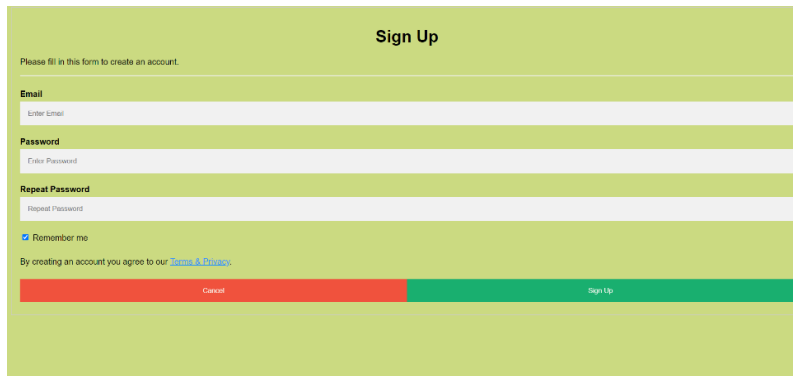 Sign Up
Please fill in this form to create an account.
Email
Enter Email
Password
Enter Password
Repeat Password
Repeat Password
Remember me
By creating an account you agree to our Terms & Privacy.
Cancel
Sign Up